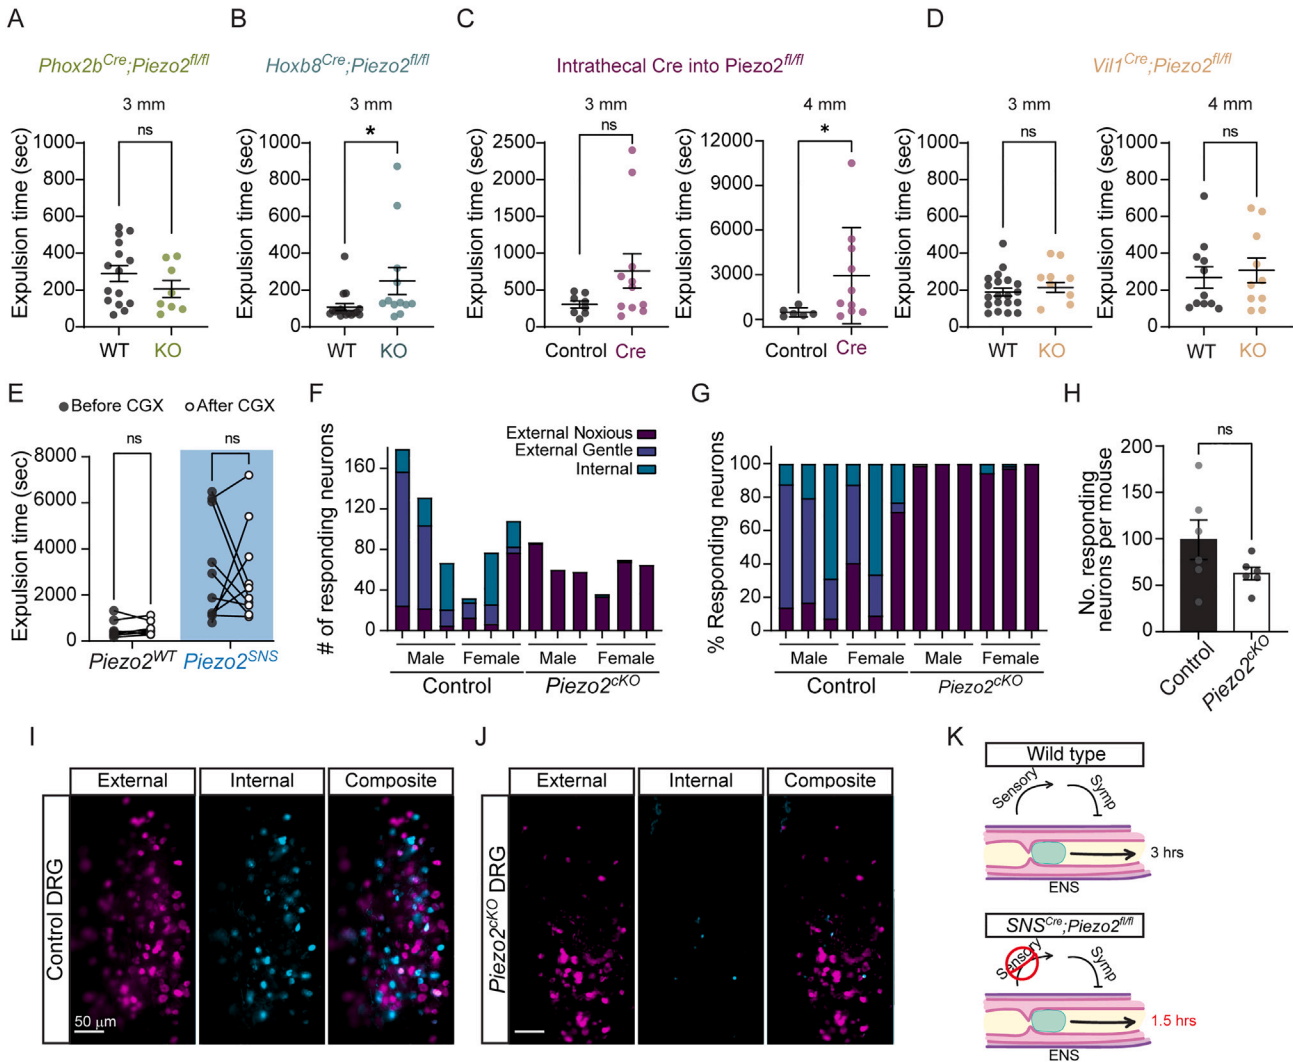 A
Phox2bCre;Piezo2fl/fl
3 mm
ns
Expulsion time (sec)
1000
800
600
400
200
0
WT
KO
B
Hoxb8Cre;Piezo2fl/fl
3 mm
*
Expulsion time (sec)
1000
800
600
400
200
0
WT
KO
C
Intrathecal Cre into Piezo2fl/fl
3 mm
ns
Expulsion time (sec)
2500
2000
1500
1000
500
0
Control
Cre
4 mm
*
Expulsion time (sec)
12000
9000
6000
3000
0
Control
Cre
D
Vil1Cre;Piezo2fl/fl
3 mm
ns
Expulsion time (sec)
1000
800
600
400
200
0
WT
KO
4 mm
ns
Expulsion time (sec)
1000
800
600
400
200
0
WT
KO
E
Before CGX
After CGX
ns
ns
Expulsion time (sec)
8000
6000
4000
2000
0
Piezo2WT
Piezo2SNS
F
External Noxious
External Gentle
Internal
# of responding neurons
160
120
80
40
0
Male
Female
Male
Female
Control
Piezo2cKO
G
% Responding neurons
100
80
60
40
20
0
Male
Female
Male
Female
Control
Piezo2cKO
H
ns
No. responding
neurons per mouse
200
150
100
50
0
Control
Piezo2cKO
I
External
Internal
Composite
Control DRG
50 μm
J
External
Internal
Composite
Piezo2cKO DRG
K
Wild type
Sensory
Symp
3 hrs
ENS
SNSCre;Piezo2fl/fl
Sensory
Symp
1.5 hrs
ENS